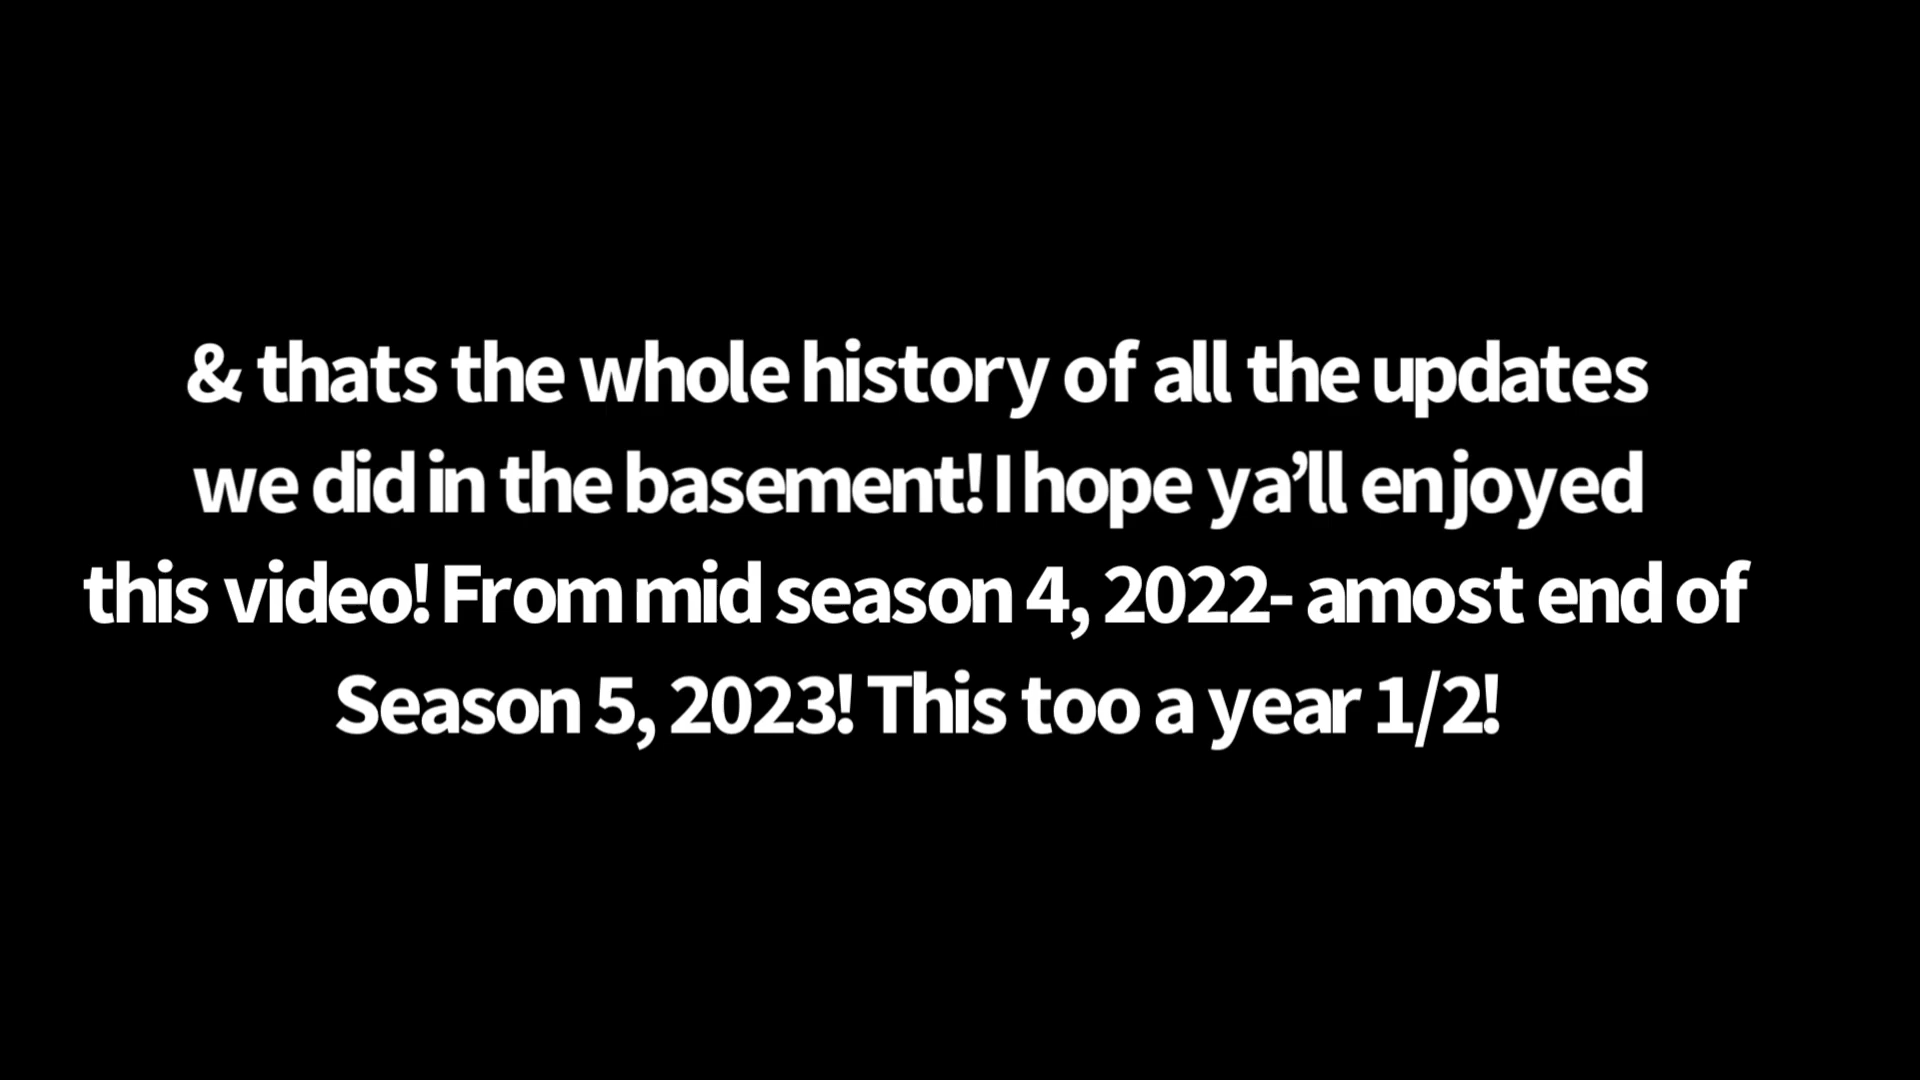 & thats the whole history of all the updates
we did in the basement! I hope ya’ll enjoyed
this video! From mid season 4, 2022- amost end of
Season 5, 2023! This too a year 1/2!